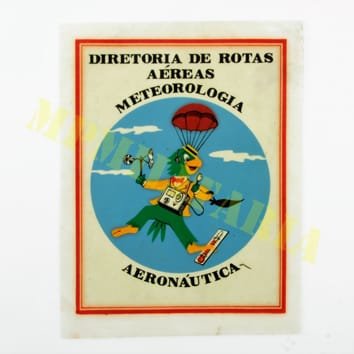 DIRETORIA DE ROTAS
AÉREAS
METEOROLOGIA
AERONÁUTICA